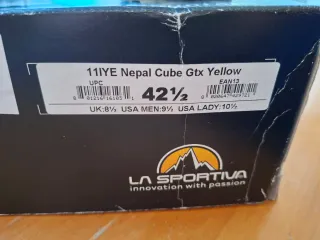 11IYE Nepal Cube Gtx Yellow
UPC 42½ EAN13
UK:8½ USA MEN:9½ USA LADY:10½
LA SPORTIVA
innovation with passion